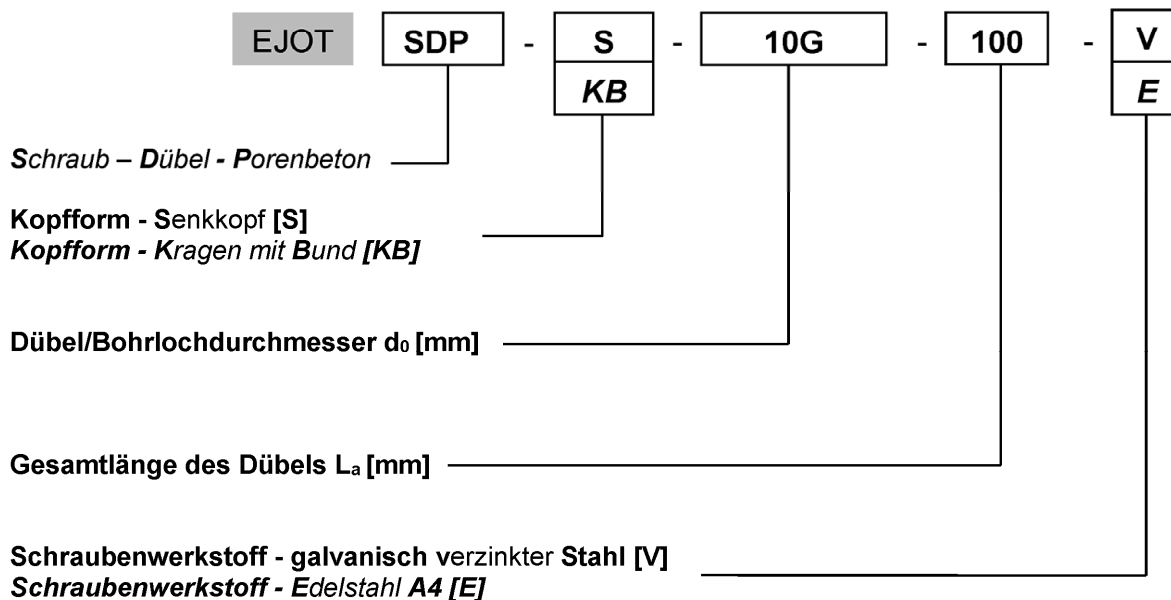 EJOT SDP - S - 10G - 100 - V
KB E
Schraub – Dübel - Porenbeton
Kopfform - Senkkopf [S]
Kopfform - Kragen mit Bund [KB]
Dübel/Bohrlochdurchmesser d₀ [mm]
Gesamtlänge des Dübels Lₐ [mm]
Schraubenwerkstoff - galvanisch verzinkter Stahl [V]
Schraubenwerkstoff - Edelstahl A4 [E]